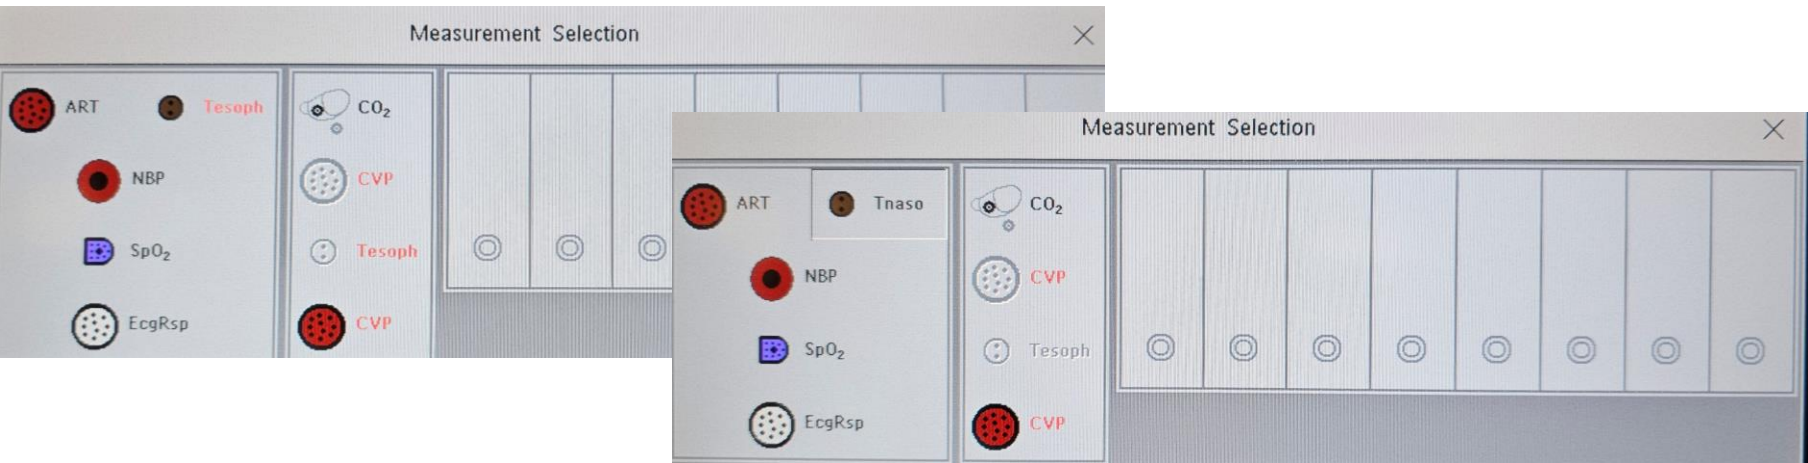 Measurement Selection
ART Tesoph CO₂
NBP CVP
SpO₂ Tesoph
EcgRsp CVP
Measurement Selection
ART Tnaso CO₂
NBP CVP
SpO₂ Tesoph
EcgRsp CVP